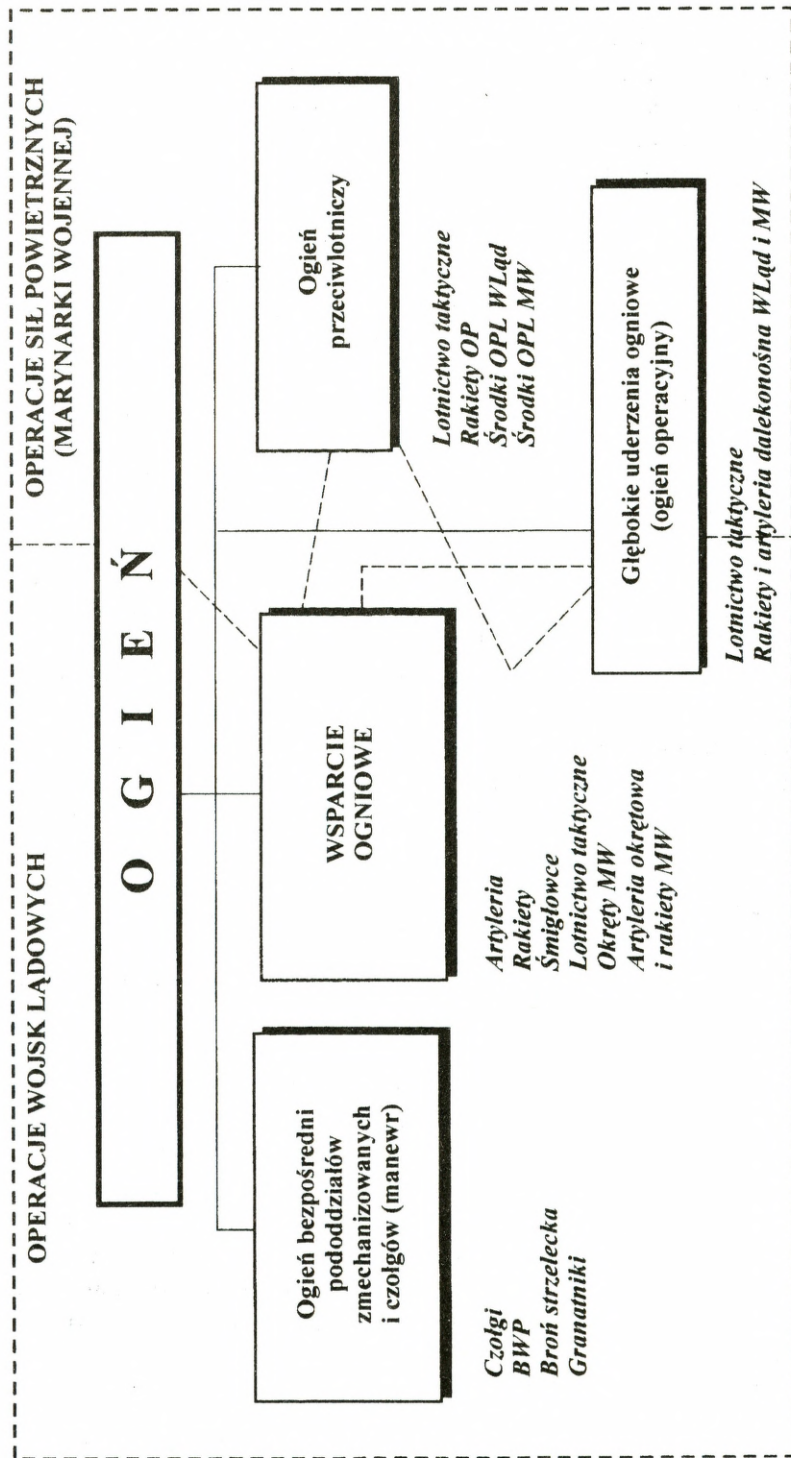 OPERACJE WOJSK LĄDOWYCH
OPERACJE SIŁ POWIETRZNYCH
(MARYNARKI WOJENNEJ)
O G I E Ń
Ogień bezpośredni
pododdziałów
zmechanizowanych
i czołgów (manewr)
Czołgi
BWP
Broń strzelecka
Granatniki
WSPARCIE
OGNIOWE
Artyleria
Rakiety
Śmigłowce
Lotnictwo taktyczne
Okręty MW
Artyleria okrętowa
i rakiety MW
Ogień
przeciwlotniczy
Lotnictwo taktyczne
Rakiety OP
Środki OPL WLąd
Środki OPL MW
Głębokie uderzenia ogniowe
(ogień operacyjny)
Lotnictwo taktyczne
Rakiety i artyleria dalekonośna WLąd i MW